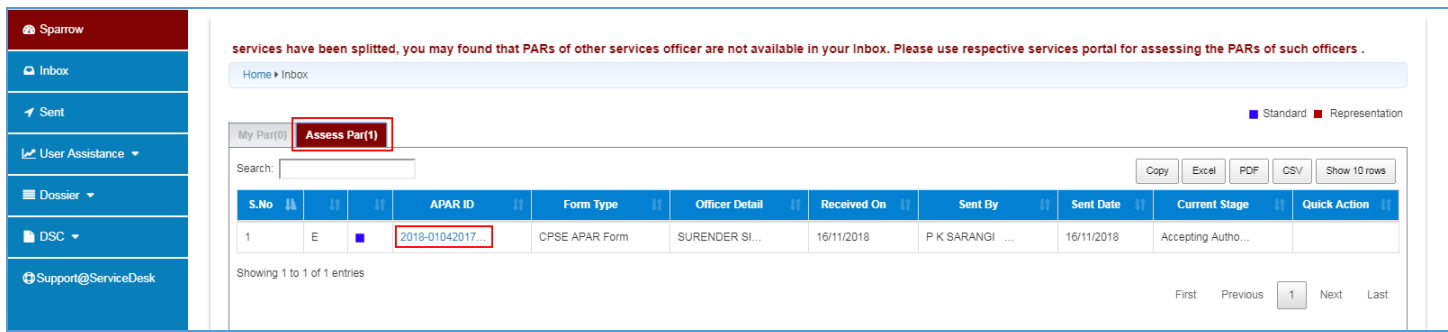 Sparrow
Inbox
Sent
User Assistance
Dossier
DSC
Support@ServiceDesk
services have been splitted, you may found that PARs of other services officer are not available in your Inbox. Please use respective services portal for assessing the PARs of such officers .
Home Inbox
Standard Representation
My Par(0) Assess Par(1)
Search: Copy Excel PDF CSV Show 10 rows
S.No APAR ID Form Type Officer Detail Received On Sent By Sent Date Current Stage Quick Action
1 E 2018-01042017... CPSE APAR Form SURENDER SI... 16/11/2018 P K SARANGI ... 16/11/2018 Accepting Autho...
Showing 1 to 1 of 1 entries
First Previous 1 Next Last